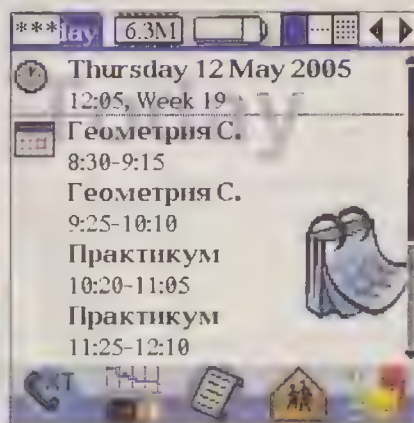 ***lay 6.3M
Thursday 12 May 2005
12:05, Week 19
Геометрия С.
8:30-9:15
Геометрия С.
9:25-10:10
Практикум
10:20-11:05
Практикум
11:25-12:10